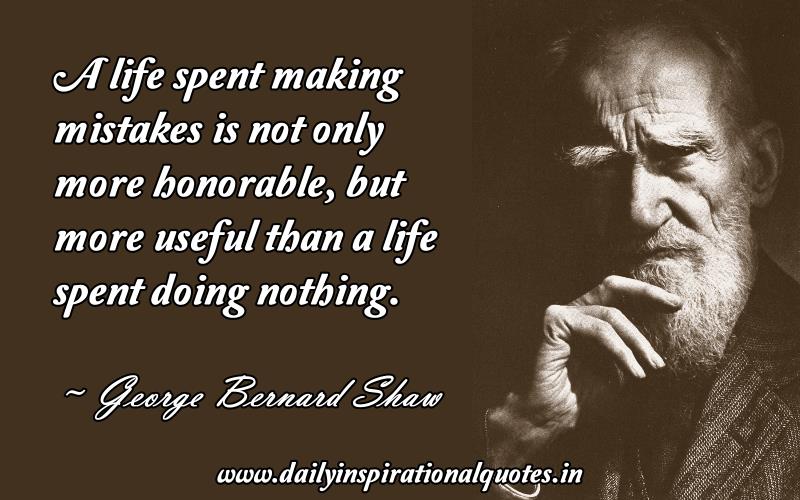 A life spent making
mistakes is not only
more honorable, but
more useful than a life
spent doing nothing.
~ George Bernard Shaw
www.dailyinspirationalquotes.in